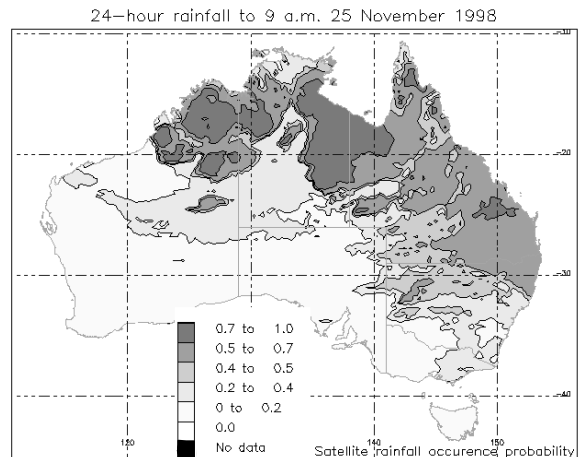 24-hour rainfall to 9 a.m. 25 November 1998
-10
-20
-30
0.7 to 1.0
0.5 to 0.7
0.4 to 0.5
0.2 to 0.4
0 to 0.2
0.0
No data
-40
120
140
150
Satellite rainfall occurence probability